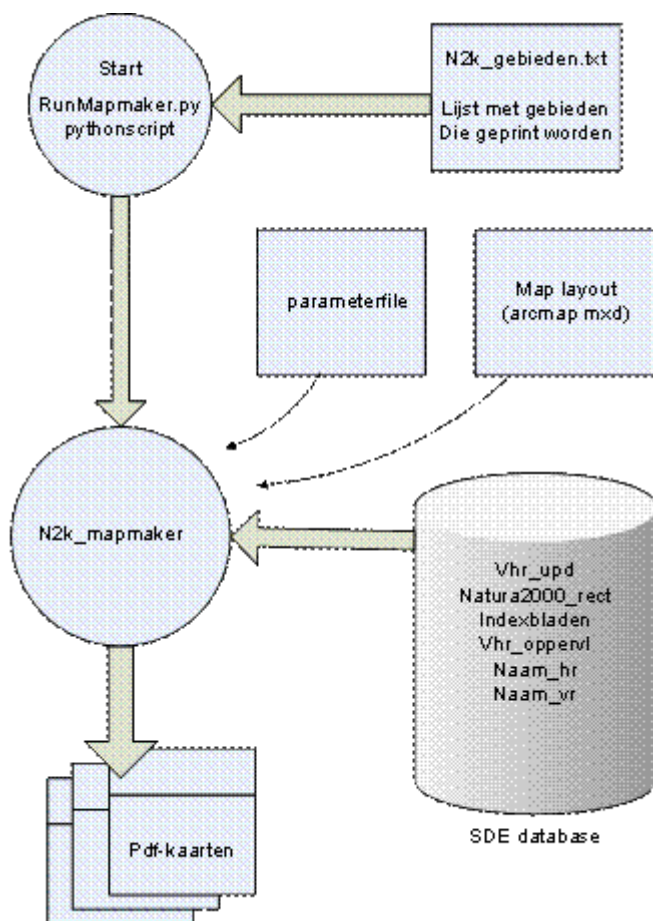 Start
RunMapmaker.py
pythonscript
N2k_gebieden.txt
Lijst met gebieden
Die geprint worden
parameterfile
Map layout
(arcmap mxd)
N2k_mapmaker
Vhr_upd
Natura2000_rect
Indexbladen
Vhr_oppervl
Naam_hr
Naam_vr
SDE database
Pdf-kaarten